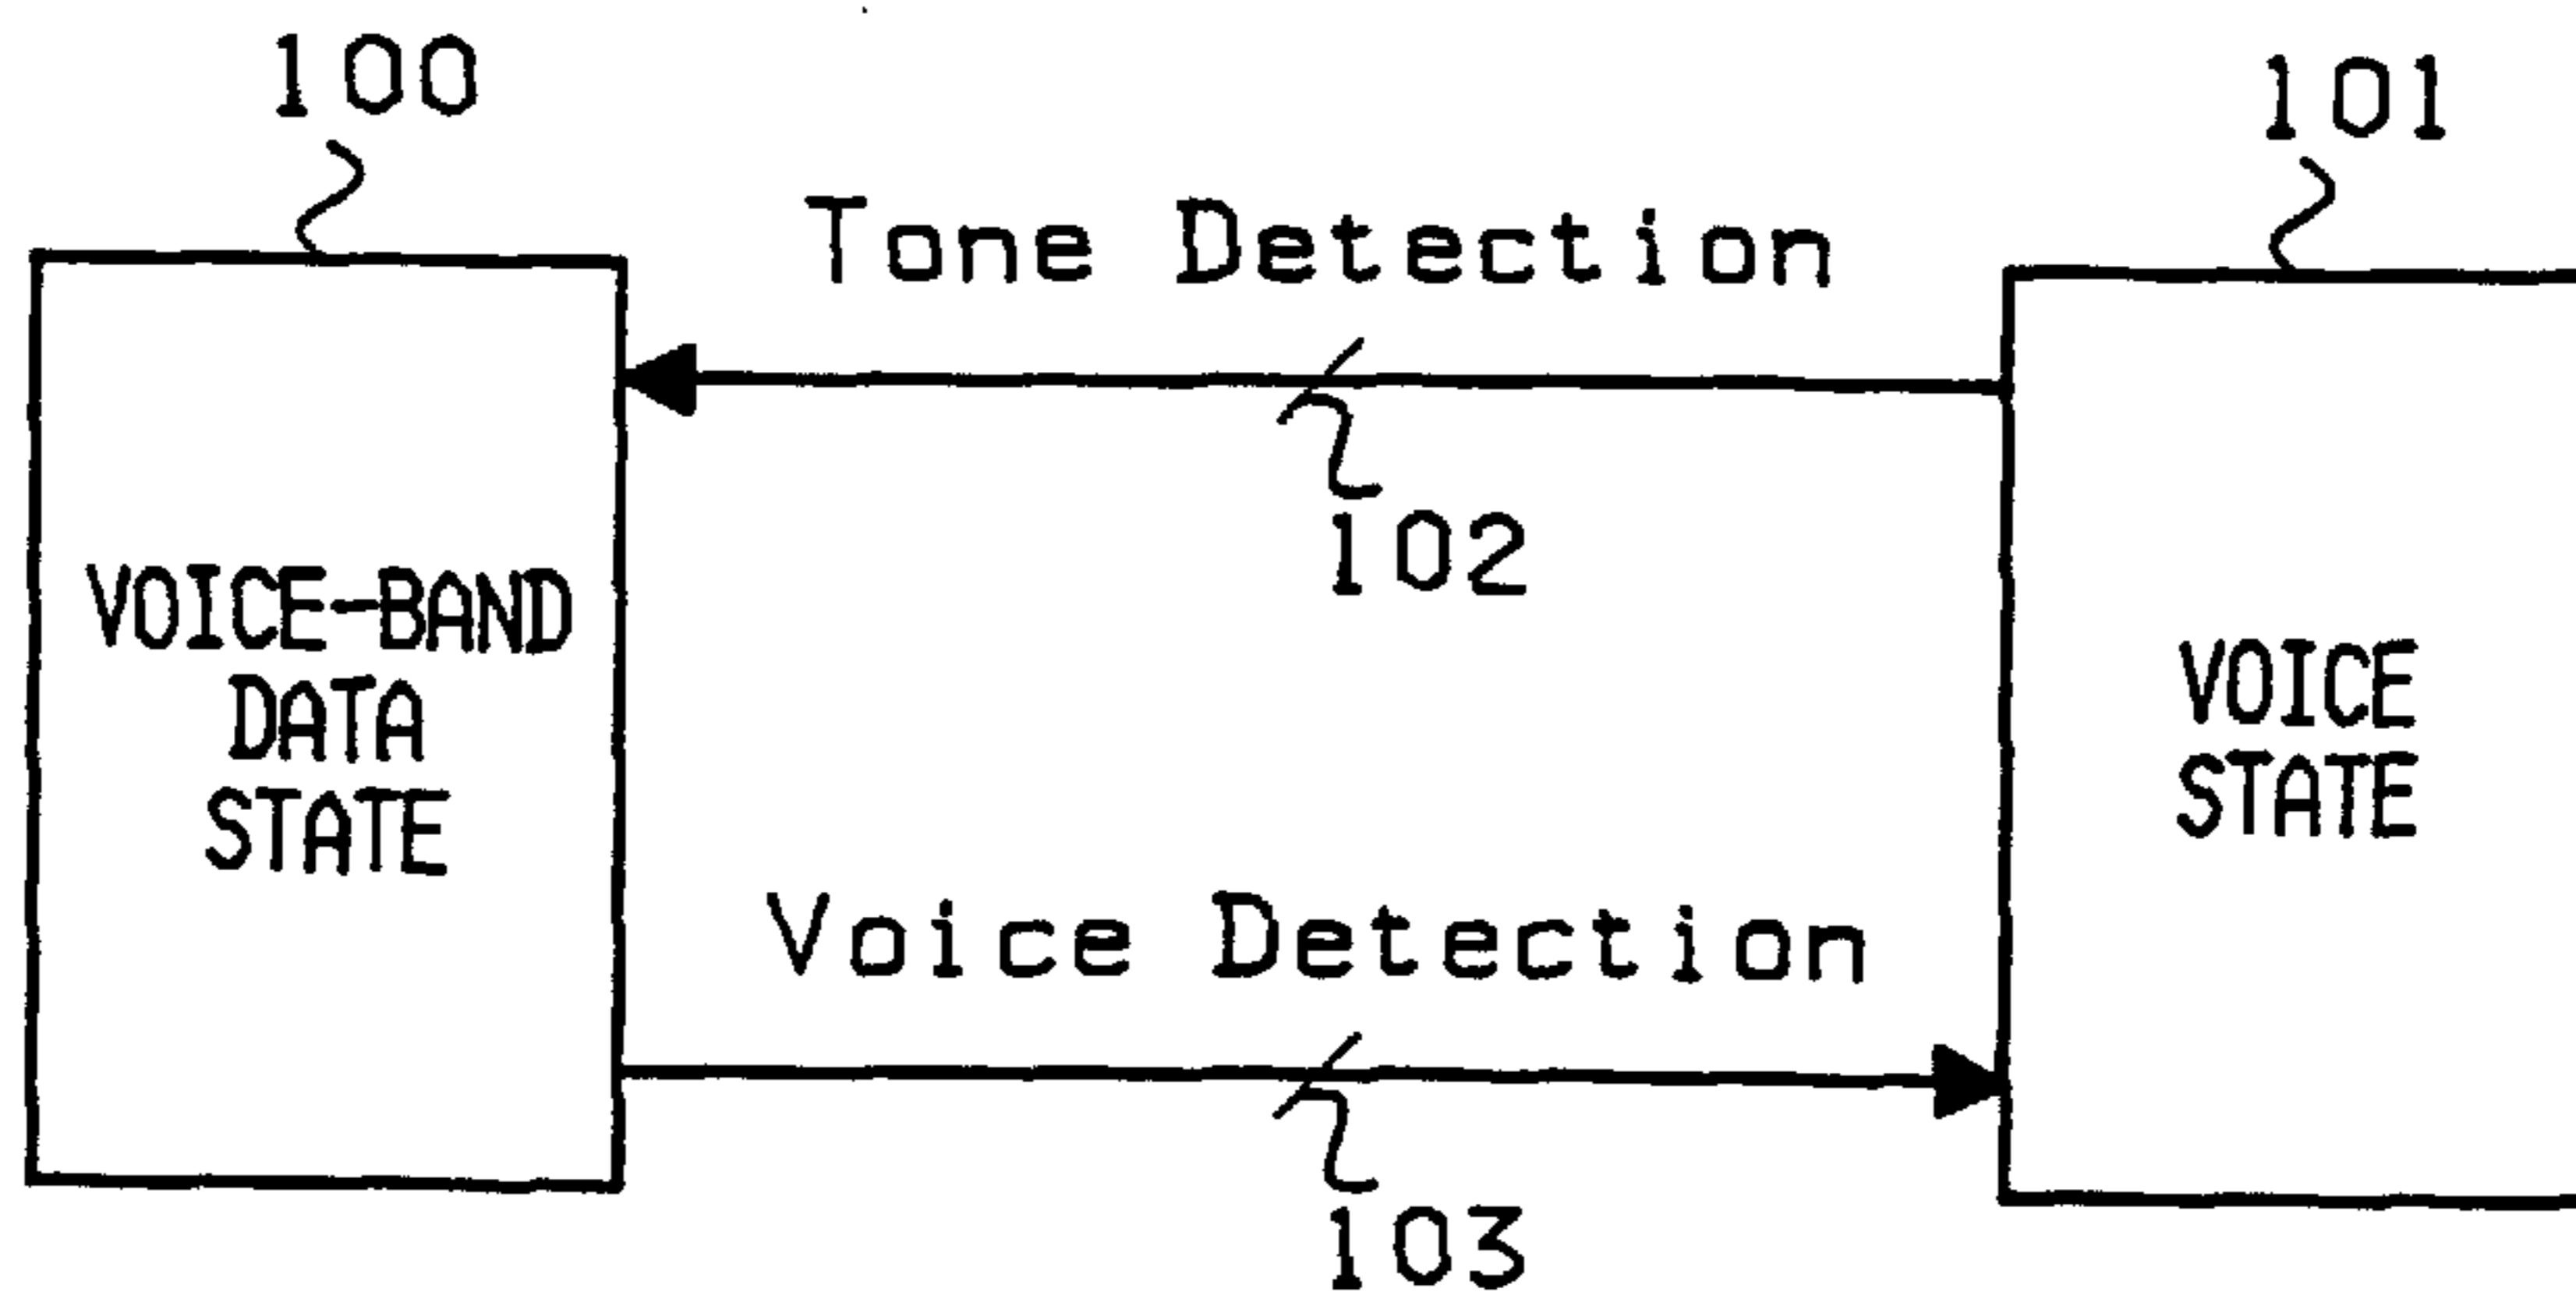 100
101
Tone Detection
102
VOICE-BAND
DATA
STATE
VOICE
STATE
Voice Detection
103